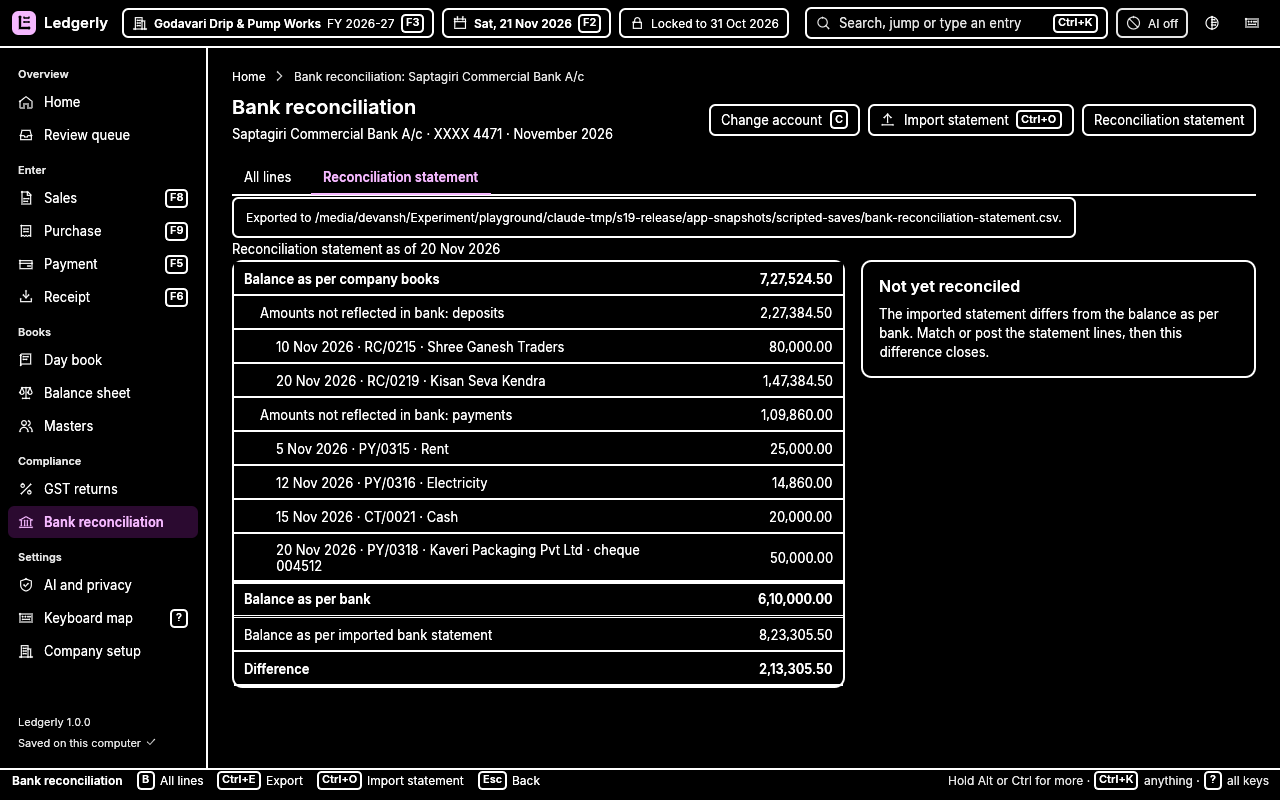 Ledgerly
Godavari Drip & Pump Works FY 2026-27 F3
Sat, 21 Nov 2026 F2
Locked to 31 Oct 2026
Search, jump or type an entry Ctrl+K
AI off
Overview
Home
Review queue
Enter
Sales F8
Purchase F9
Payment F5
Receipt F6
Books
Day book
Balance sheet
Masters
Compliance
GST returns
Bank reconciliation
Settings
AI and privacy
Keyboard map ?
Company setup
Ledgerly 1.0.0
Saved on this computer
Home > Bank reconciliation: Saptagiri Commercial Bank A/c
Bank reconciliation
Saptagiri Commercial Bank A/c · XXXX 4471 · November 2026
Change account C
Import statement Ctrl+O
Reconciliation statement
All lines
Reconciliation statement
Exported to /media/devansh/Experiment/playground/claude-tmp/s19-release/app-snapshots/scripted-saves/bank-reconciliation-statement.csv.
Reconciliation statement as of 20 Nov 2026
Balance as per company books 7,27,524.50
Amounts not reflected in bank: deposits 2,27,384.50
10 Nov 2026 · RC/0215 · Shree Ganesh Traders 80,000.00
20 Nov 2026 · RC/0219 · Kisan Seva Kendra 1,47,384.50
Amounts not reflected in bank: payments 1,09,860.00
5 Nov 2026 · PY/0315 · Rent 25,000.00
12 Nov 2026 · PY/0316 · Electricity 14,860.00
15 Nov 2026 · CT/0021 · Cash 20,000.00
20 Nov 2026 · PY/0318 · Kaveri Packaging Pvt Ltd · cheque
004512 50,000.00
Balance as per bank 6,10,000.00
Balance as per imported bank statement 8,23,305.50
Difference 2,13,305.50
Not yet reconciled
The imported statement differs from the balance as per
bank. Match or post the statement lines, then this
difference closes.
Bank reconciliation B All lines Ctrl+E Export Ctrl+O Import statement Esc Back
Hold Alt or Ctrl for more · Ctrl+K anything · ? all keys